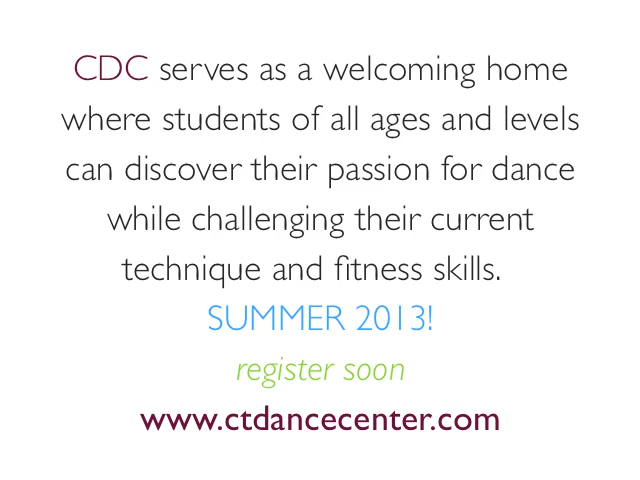 CDC serves as a welcoming home
where students of all ages and levels
can discover their passion for dance
while challenging their current
technique and fitness skills.
SUMMER 2013!
register soon
www.ctdancecenter.com